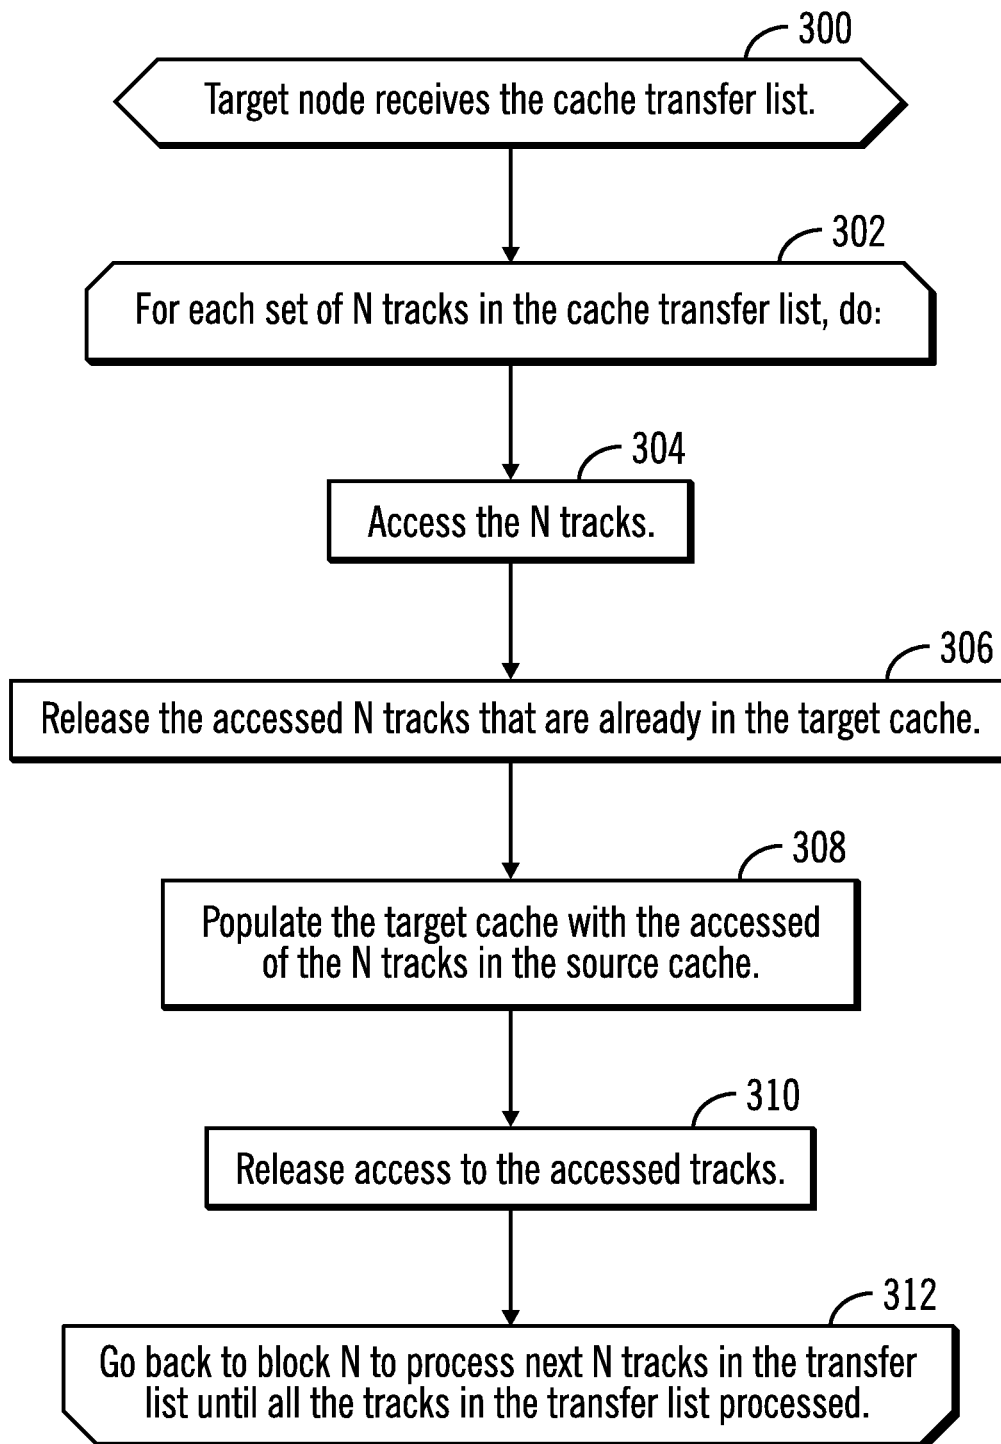 300
Target node receives the cache transfer list.
302
For each set of N tracks in the cache transfer list, do:
304
Access the N tracks.
306
Release the accessed N tracks that are already in the target cache.
308
Populate the target cache with the accessed
of the N tracks in the source cache.
310
Release access to the accessed tracks.
312
Go back to block N to process next N tracks in the transfer
list until all the tracks in the transfer list processed.